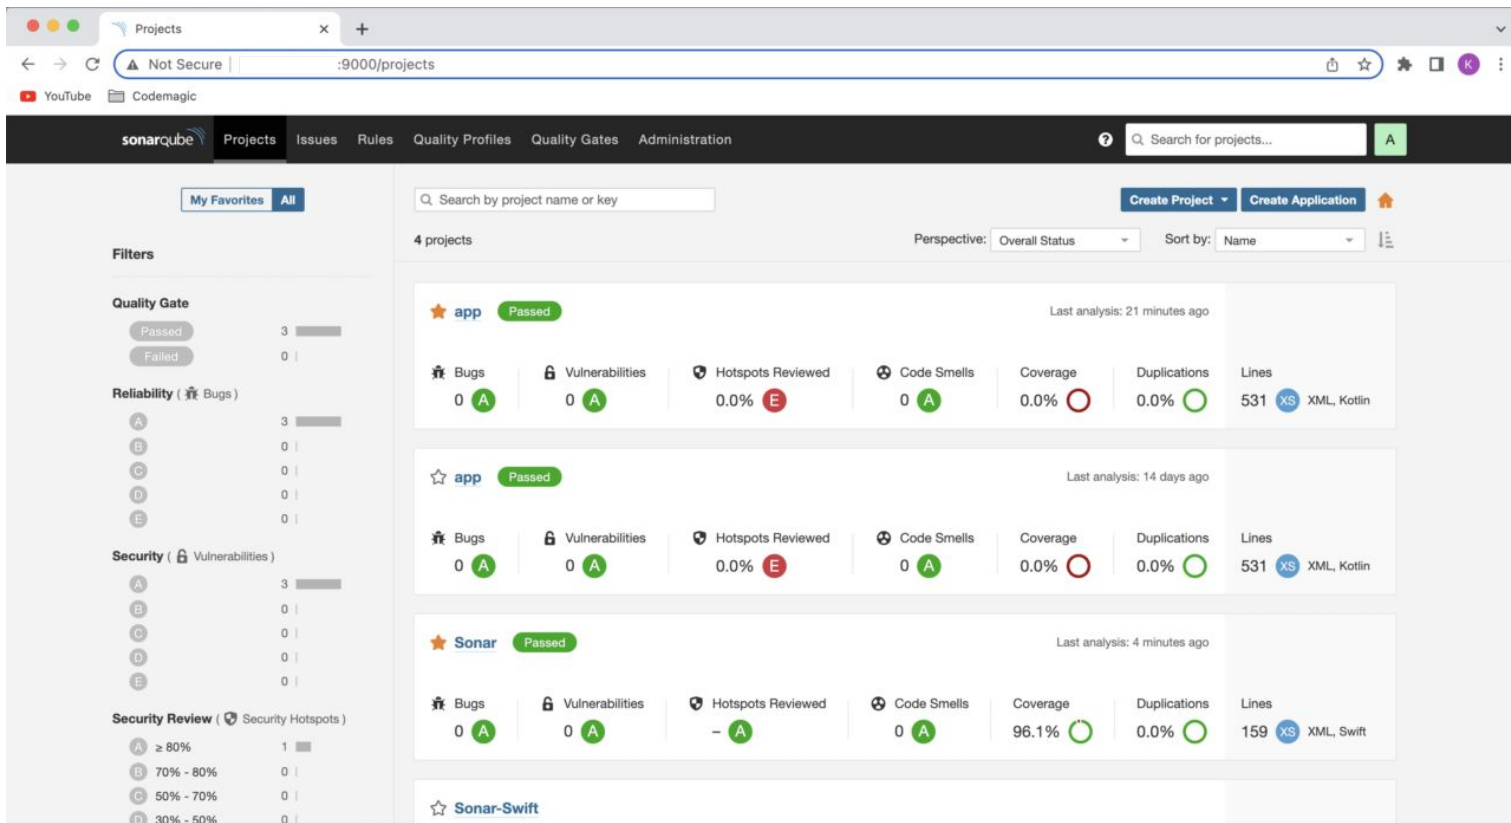 Projects
Not Secure :9000/projects
K
YouTube Codemagic
sonarqube Projects Issues Rules Quality Profiles Quality Gates Administration ? Search for projects... A
My Favorites All
Search by project name or key Create Project Create Application
4 projects Perspective: Overall Status Sort by: Name
Filters
Quality Gate
Passed 3
Failed 0
Reliability ( Bugs )
A 3
B 0
C 0
D 0
E 0
Security ( Vulnerabilities )
A 3
B 0
C 0
D 0
E 0
Security Review ( Security Hotspots )
A ≥ 80% 1
B 70% - 80% 0
C 50% - 70% 0
D 30% - 50% 0
app Passed Last analysis: 21 minutes ago
Bugs Vulnerabilities Hotspots Reviewed Code Smells Coverage Duplications Lines
0 A 0 A 0.0% E 0 A 0.0% 0.0% 531 XS XML, Kotlin
app Passed Last analysis: 14 days ago
Bugs Vulnerabilities Hotspots Reviewed Code Smells Coverage Duplications Lines
0 A 0 A 0.0% E 0 A 0.0% 0.0% 531 XS XML, Kotlin
Sonar Passed Last analysis: 4 minutes ago
Bugs Vulnerabilities Hotspots Reviewed Code Smells Coverage Duplications Lines
0 A 0 A – A 0 A 96.1% 0.0% 159 XS XML, Swift
Sonar-Swift